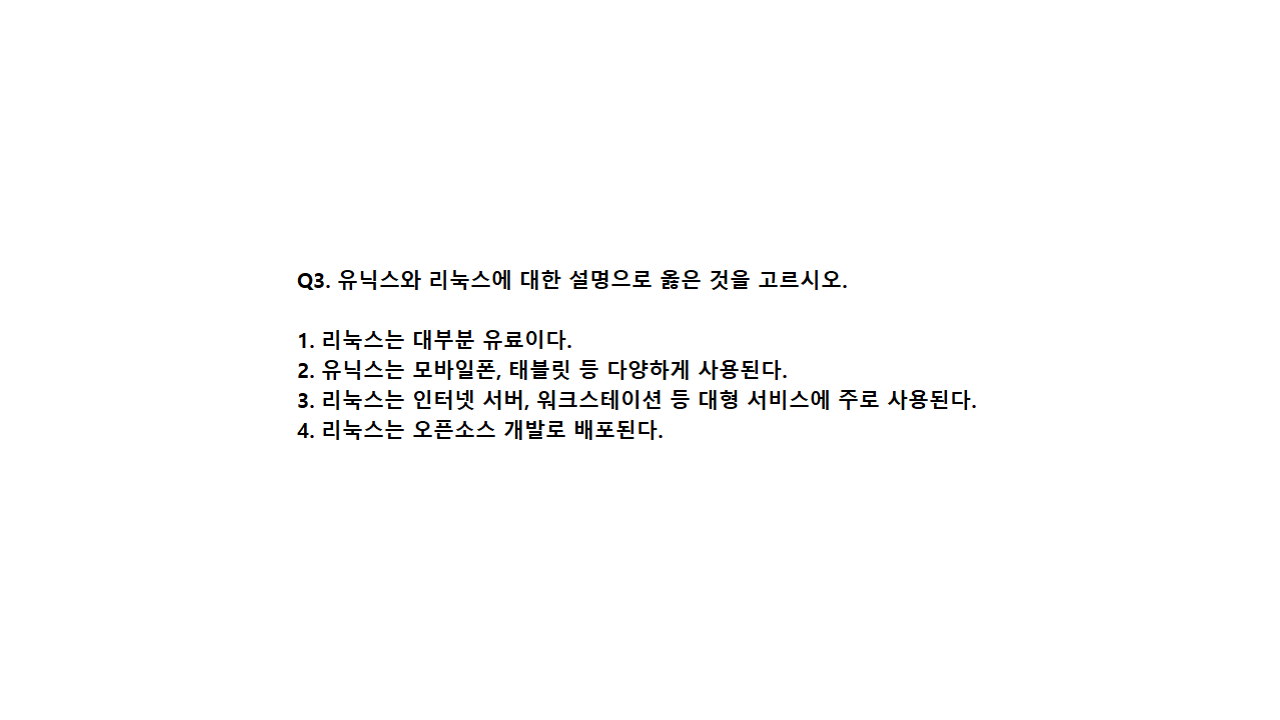 Q3. 유닉스와 리눅스에 대한 설명으로 옳은 것을 고르시오.
1. 리눅스는 대부분 유료이다.
2. 유닉스는 모바일폰, 태블릿 등 다양하게 사용된다.
3. 리눅스는 인터넷 서버, 워크스테이션 등 대형 서비스에 주로 사용된다.
4. 리눅스는 오픈소스 개발로 배포된다.